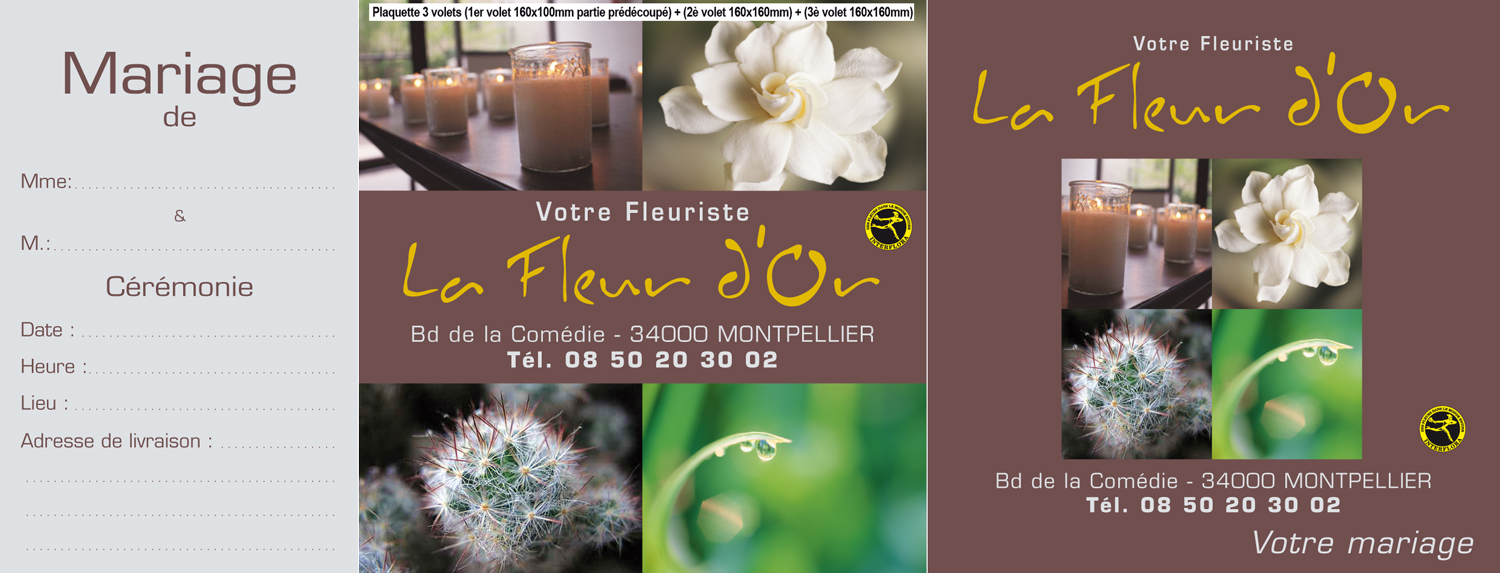 Mariage
de
Mme:
&
M.:
Cérémonie
Date :
Heure :
Lieu :
Adresse de livraison :
Plaquette 3 volets (1er volet 160x100mm partie prédécoupé) + (2è volet 160x160mm) + (3è volet 160x160mm)
Votre Fleuriste
La Fleur d'Or
INTERFLORA
Bd de la Comédie - 34000 MONTPELLIER
Tél. 08 50 20 30 02
Votre Fleuriste
La Fleur d'Or
INTERFLORA
Bd de la Comédie - 34000 MONTPELLIER
Tél. 08 50 20 30 02
Votre mariage